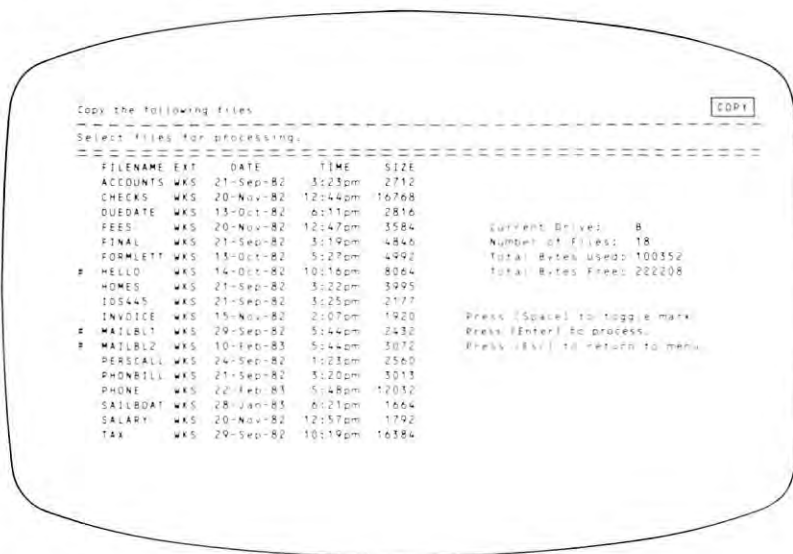 Copy the following files COPY
Select files for processing.
FILENAME EXT DATE TIME SIZE
ACCOUNTS WKS 21-Sep-82 3:23pm 2712
CHECKS WKS 20-Nov-82 12:44pm 16768
DUEDATE WKS 13-Oct-82 6:11pm 2816
FEES WKS 20-Nov-82 12:47pm 3584 Current Drive: B
FINAL WKS 21-Sep-82 3:19pm 4846 Number of Files: 18
FORMLETT WKS 13-Oct-82 5:27pm 4992 Total Bytes Used: 100352
# HELLO WKS 14-Oct-82 10:16pm 8064 Total Bytes Free: 222208
HOMES WKS 21-Sep-82 3:22pm 3995
IDS445 WKS 21-Sep-82 3:25pm 2177
INVOICE WKS 15-Nov-82 2:07pm 1920 Press [Space] to toggle mark.
# MAILBL1 WKS 29-Sep-82 5:44pm 2432 Press [Enter] to process.
# MAILBL2 WKS 10-Feb-83 5:44pm 3072 Press [Esc] to return to menu.
PERSCALL WKS 24-Sep-82 1:23pm 2560
PHONBILL WKS 21-Sep-82 3:20pm 3013
PHONE WKS 22-Feb-83 5:48pm 12032
SAILBOAT WKS 28-Jan-83 6:21pm 1664
SALARY WKS 20-Nov-82 12:57pm 1792
TAX WKS 29-Sep-82 10:19pm 16384